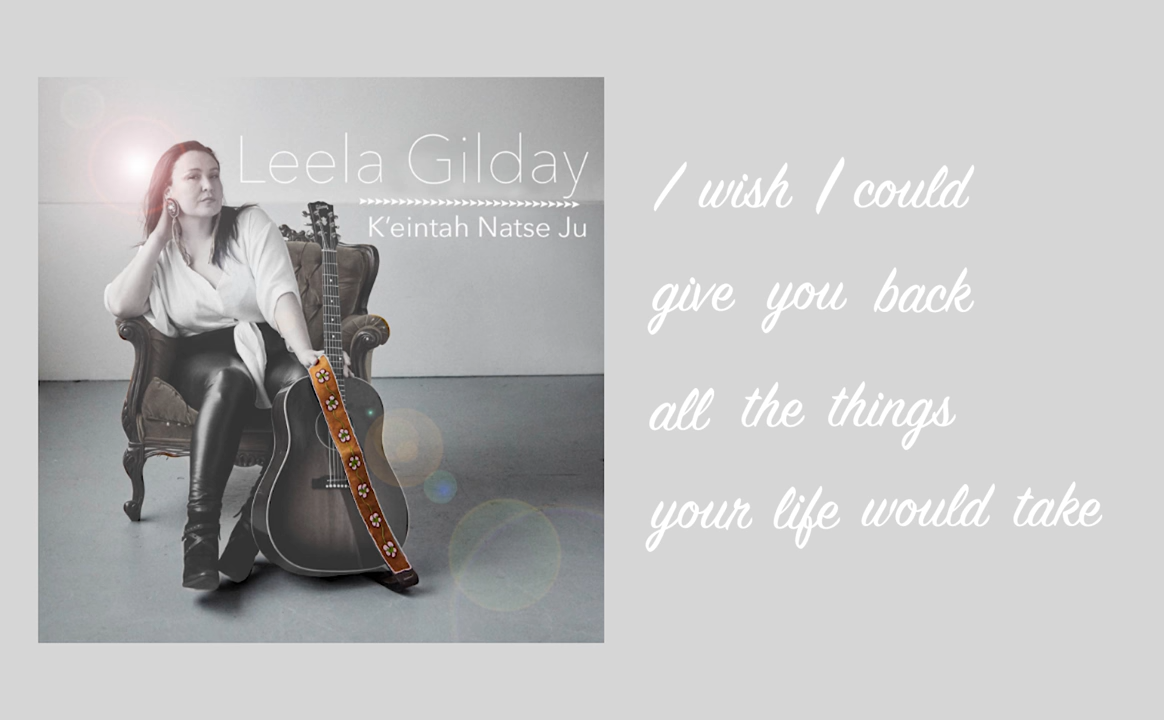 Leela Gilday
K'eintah Natse Ju
I wish I could
give you back
all the things
your life would take